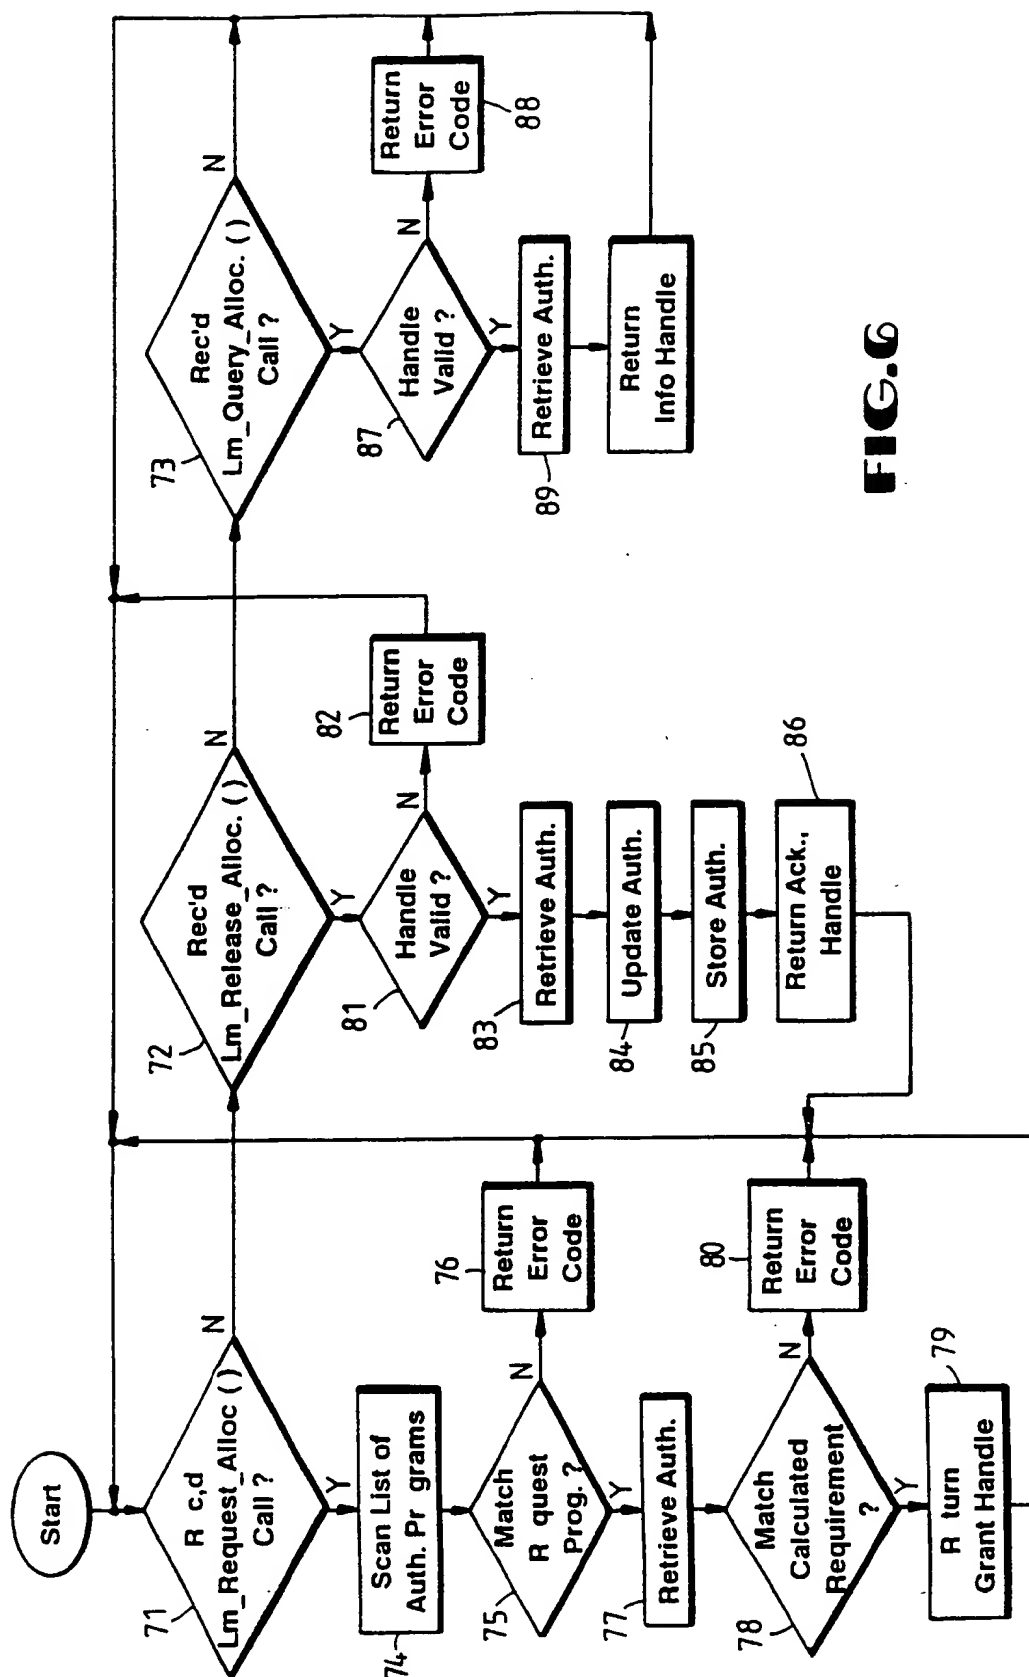 Start
71
R c,d
Lm_Request_Alloc ()
Call ?
N
Y
74
Scan List of
Auth. Pr grams
75
Match
R quest
Prog. ?
N
Y
76
Return
Error
Code
77
Retrieve Auth.
78
Match
Calculated
Requirement
?
N
Y
80
Return
Error
Code
79
R turn
Grant Handle
72
Rec'd
Lm_Release_Alloc. ()
Call ?
N
Y
81
Handle
Valid ?
N
Y
82
Return
Error
Code
83
Retrieve Auth.
84
Update Auth.
85
Store Auth.
86
Return Ack.,
Handle
73
Rec'd
Lm_Query_Alloc. ()
Call ?
N
Y
87
Handle
Valid ?
N
Y
88
Return
Error
Code
89
Retrieve Auth.
Return
Info Handle
FIG.6